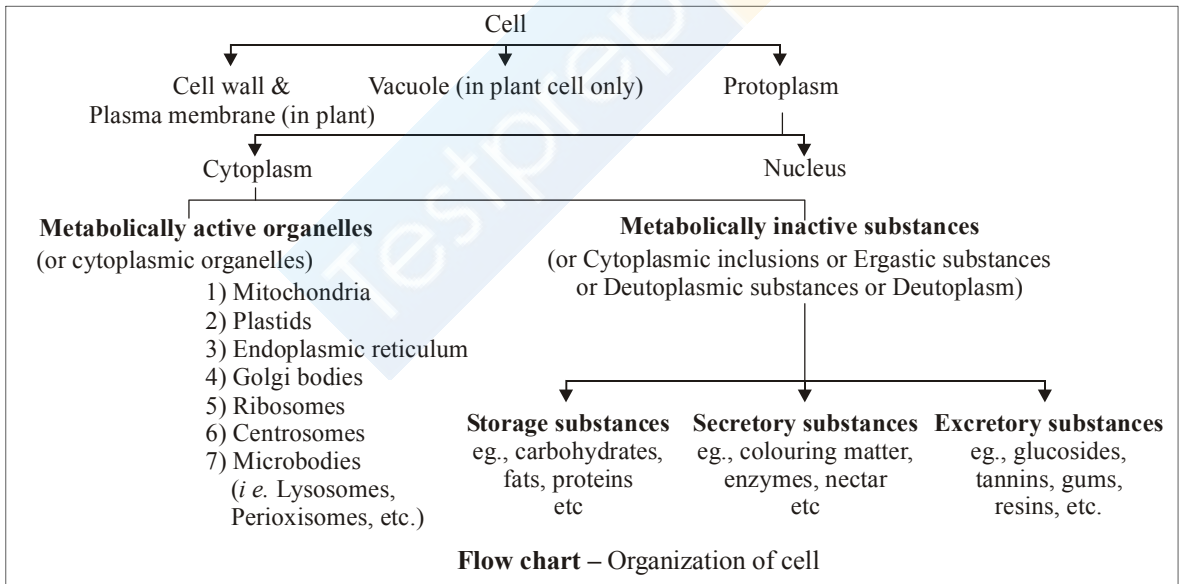 Cell
Cell wall &
Plasma membrane (in plant)
Vacuole (in plant cell only)
Protoplasm
Cytoplasm
Nucleus
Metabolically active organelles
(or cytoplasmic organelles)
1) Mitochondria
2) Plastids
3) Endoplasmic reticulum
4) Golgi bodies
5) Ribosomes
6) Centrosomes
7) Microbodies
(i e. Lysosomes,
Perioxisomes, etc.)
Metabolically inactive substances
(or Cytoplasmic inclusions or Ergastic substances
or Deutoplasmic substances or Deutoplasm)
Storage substances
eg., carbohydrates,
fats, proteins
etc
Secretory substances
eg., colouring matter,
enzymes, nectar
etc
Excretory substances
eg., glucosides,
tannins, gums,
resins, etc.
Flow chart – Organization of cell
Testprep